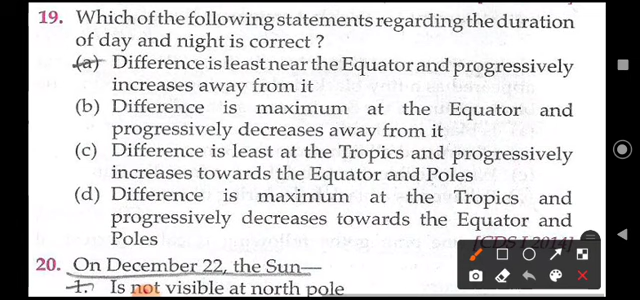 19. Which of the following statements regarding the duration
of day and night is correct ?
(a) Difference is least near the Equator and progressively
increases away from it
(b) Difference is maximum at the Equator and
progressively decreases away from it
(c) Difference is least at the Tropics and progressively
increases towards the Equator and Poles
(d) Difference is maximum at the Tropics and
progressively decreases towards the Equator and
Poles [CDS I 2014]
20. On December 22, the Sun—
1. Is not visible at north pole